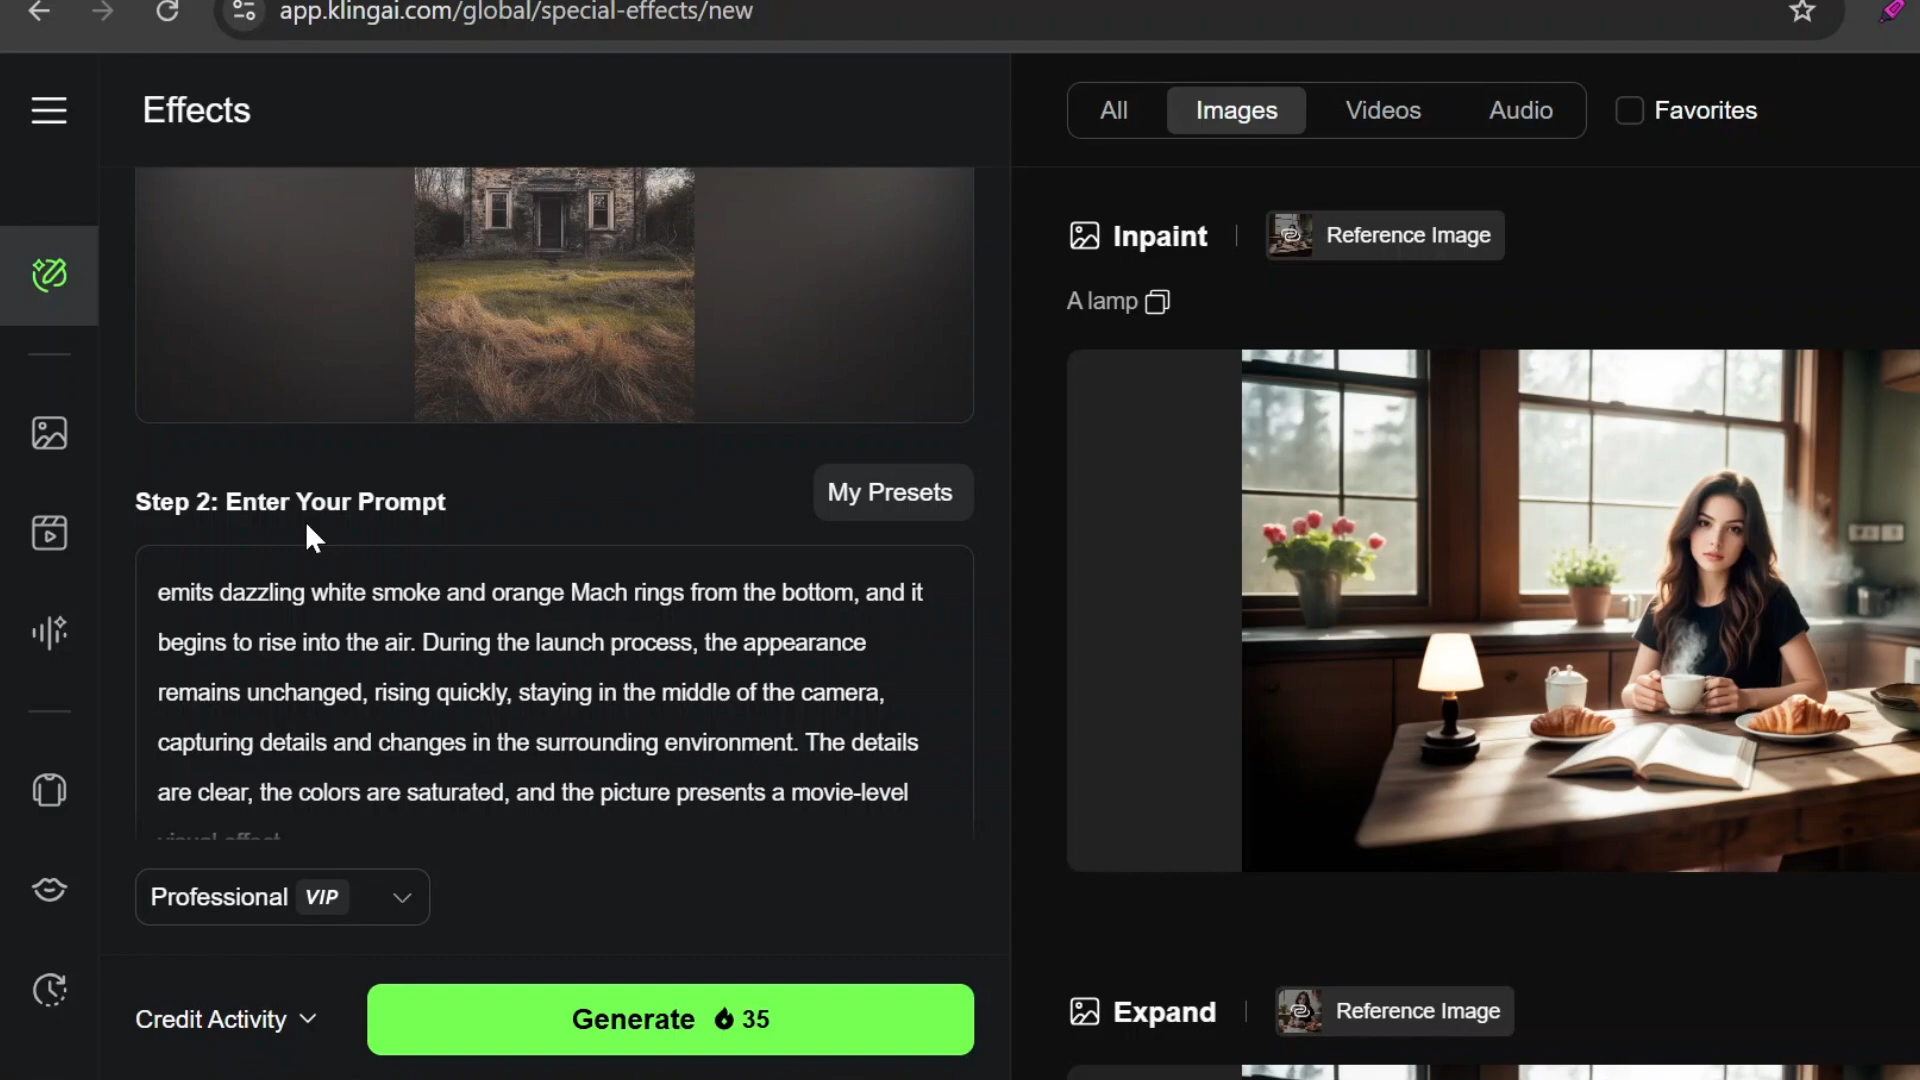 app.klingai.com/global/special-effects/new
Effects
Step 2: Enter Your Prompt
My Presets
emits dazzling white smoke and orange Mach rings from the bottom, and it
begins to rise into the air. During the launch process, the appearance
remains unchanged, rising quickly, staying in the middle of the camera,
capturing details and changes in the surrounding environment. The details
are clear, the colors are saturated, and the picture presents a movie-level
visual effect
Professional VIP
Credit Activity
Generate 35
All Images Videos Audio Favorites
Inpaint Reference Image
A lamp
Expand Reference Image